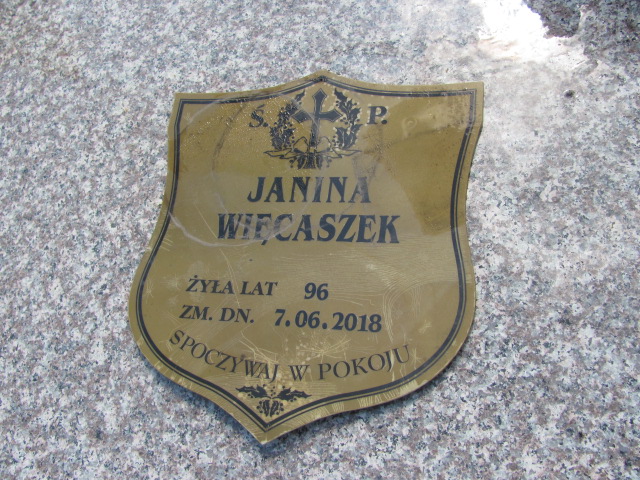 Ś. P.
JANINA
WIĘCASZEK
ŻYŁA LAT 96
ZM. DN. 7.06.2018
SPOCZYWAJ W POKOJU